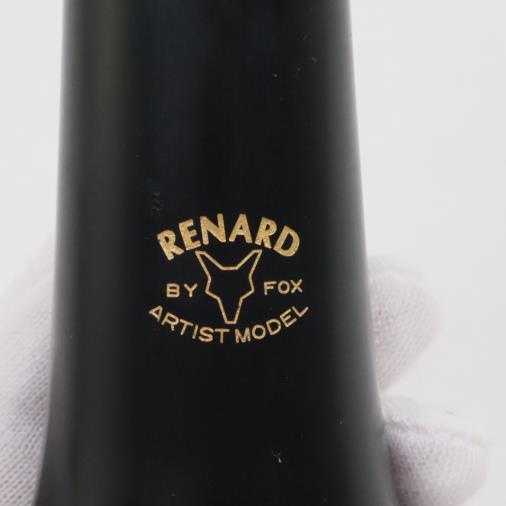 RENARD
BY FOX
ARTIST MODEL